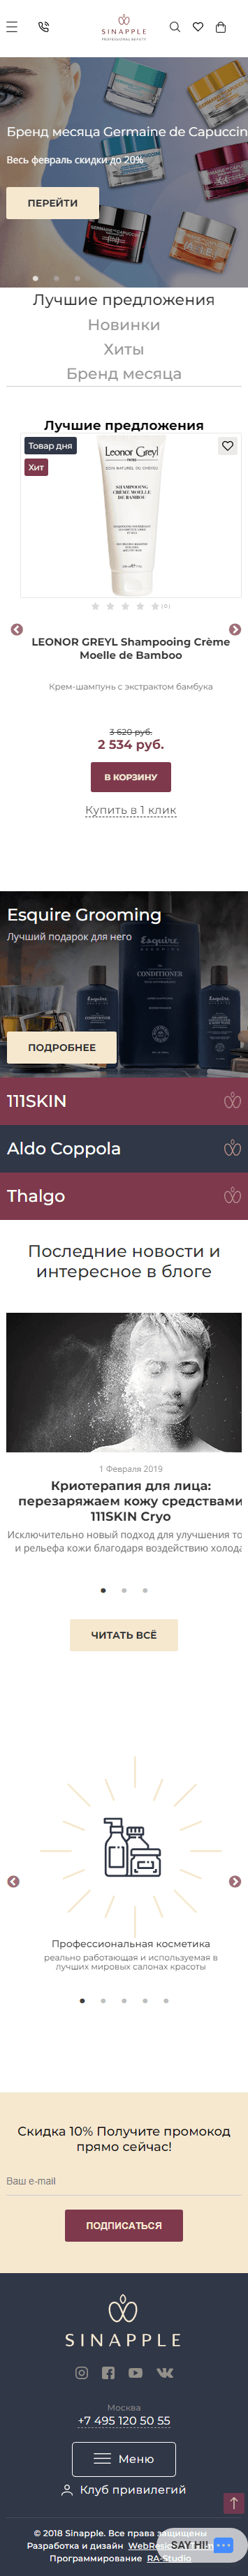 SINAPPLE
PROFESSIONAL BEAUTY
Бренд месяца Germaine de Capuccin
Весь февраль скидки до 20%
ПЕРЕЙТИ
Лучшие предложения
Новинки
Хиты
Бренд месяца
Лучшие предложения
Товар дня
Хит
Leonor Greyl
PARIS
SOIN NATUREL DU CHEVEU
SHAMPOOING
CRÈME MOELLE
DE BAMBOU
(0)
LEONOR GREYL Shampooing Crème
Moelle de Bamboo
Крем-шампунь с экстрактом бамбука
3 620 руб.
2 534 руб.
В КОРЗИНУ
Купить в 1 клик
Esquire Grooming
Лучший подарок для него
Esquire
CONDITIONER
ПОДРОБНЕЕ
111SKIN
Aldo Coppola
Thalgo
Последние новости и
интересное в блоге
1 Февраля 2019
Криотерапия для лица:
перезаряжаем кожу средствами
111SKIN Cryo
Исключительно новый подход для улучшения то
и рельефа кожи благодаря воздействию холода
ЧИТАТЬ ВСЁ
Профессиональная косметика
реально работающая и используемая в
лучших мировых салонах красоты
Скидка 10% Получите промокод
прямо сейчас!
Ваш e-mail
ПОДПИСАТЬСЯ
SINAPPLE
Москва
+7 495 120 50 55
Меню
Клуб привилегий
© 2018 Sinapple. Все права защищены
Разработка и дизайн
Программирование RA-Studio
SAY HI!